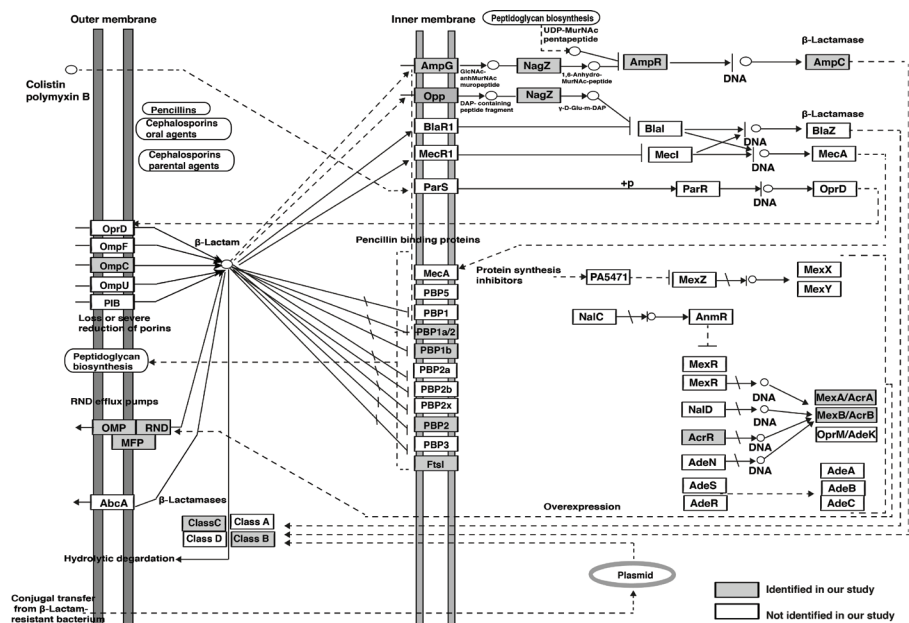 Outer membrane
Inner membrane
Peptidoglycan biosynthesis
UDP-MurNAc
pentapeptide
β-Lactamase
AmpG
NagZ
AmpR
AmpC
GlcNAc-
anhMurNAc
muropeptide
1,6-Anhydro-
MurNAc-peptide
DNA
Colistin
polymyxin B
Opp
NagZ
DAP- containing
peptide fragment
γ-D-Glu-m-DAP
Pencillins
Cephalosporins
oral agents
Cephalosporins
parental agents
β-Lactamase
BlaR1
BlaI
DNA
BlaZ
MecR1
MecI
DNA
MecA
ParS
+p
ParR
DNA
OprD
OprD
OmpF
OmpC
OmpU
PIB
β-Lactam
Loss or severe
reduction of porins
Pencillin binding proteins
MecA
PBP5
PBP1
PBP1a/2
PBP1b
PBP2a
PBP2b
PBP2x
PBP2
PBP3
FtsI
Protein synthesis
inhibitors
PA5471
MexZ
MexX
MexY
NalC
AnmR
MexR
MexR
DNA
NalD
DNA
AcrR
DNA
AdeN
DNA
MexA/AcrA
MexB/AcrB
OprM/AdeK
AdeS
AdeR
AdeA
AdeB
AdeC
Peptidoglycan
biosynthesis
RND efflux pumps
OMP
RND
MFP
AbcA
β-Lactamases
ClassC
Class A
Class D
Class B
Hydrolytic degardation
Overexpression
Plasmid
Conjugal transfer
from β-Lactam-
resistant bacterium
Identified in our study
Not identified in our study